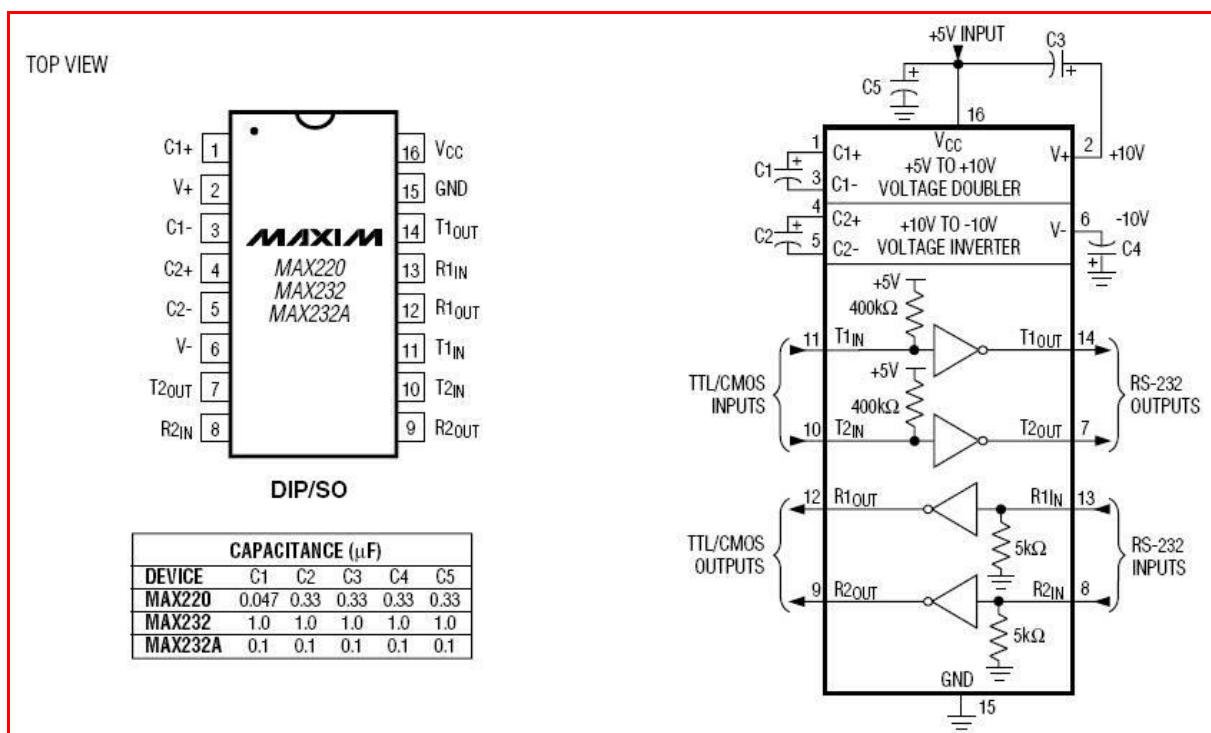 TOP VIEW
C1+ 1
V+ 2
C1- 3
C2+ 4
C2- 5
V- 6
T2OUT 7
R2IN 8
16 VCC
15 GND
14 T1OUT
13 R1IN
12 R1OUT
11 T1IN
10 T2IN
9 R2OUT
MAXIM
MAX220
MAX232
MAX232A
DIP/SO
CAPACITANCE (μF)
DEVICE C1 C2 C3 C4 C5
MAX220 0.047 0.33 0.33 0.33 0.33
MAX232 1.0 1.0 1.0 1.0 1.0
MAX232A 0.1 0.1 0.1 0.1 0.1
+5V INPUT
C3
+
C5
+
16
VCC
1
C1+
C1
+
3
C1-
+5V TO +10V
VOLTAGE DOUBLER
V+
2
+10V
4
C2+
C2
+
5
C2-
+10V TO -10V
VOLTAGE INVERTER
V-
6
-10V
C4
+
+5V
400kΩ
11 T1IN
T1OUT 14
+5V
400kΩ
TTL/CMOS
INPUTS
RS-232
OUTPUTS
10 T2IN
T2OUT 7
12 R1OUT
R1IN 13
5kΩ
TTL/CMOS
OUTPUTS
RS-232
INPUTS
9 R2OUT
R2IN 8
5kΩ
GND
15